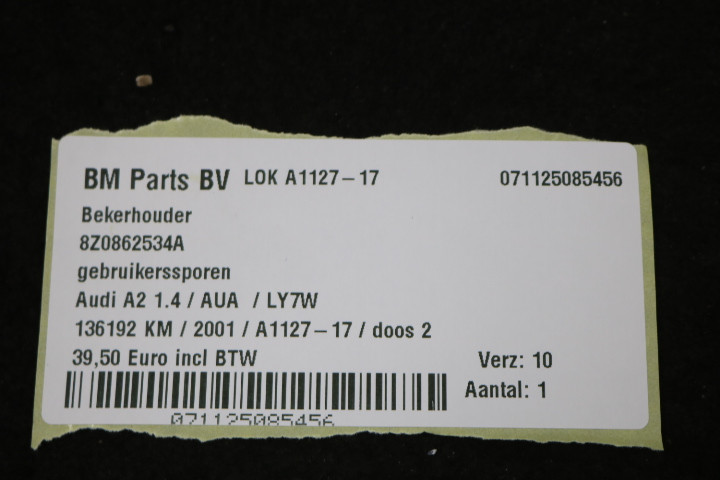 BM Parts BV LOK A1127-17 071125085456
Bekerhouder
8Z0862534A
gebruikerssporen
Audi A2 1.4 / AUA / LY7W
136192 KM / 2001 / A1127-17 / doos 2
39,50 Euro incl BTW Verz: 10
Aantal: 1
071125085456